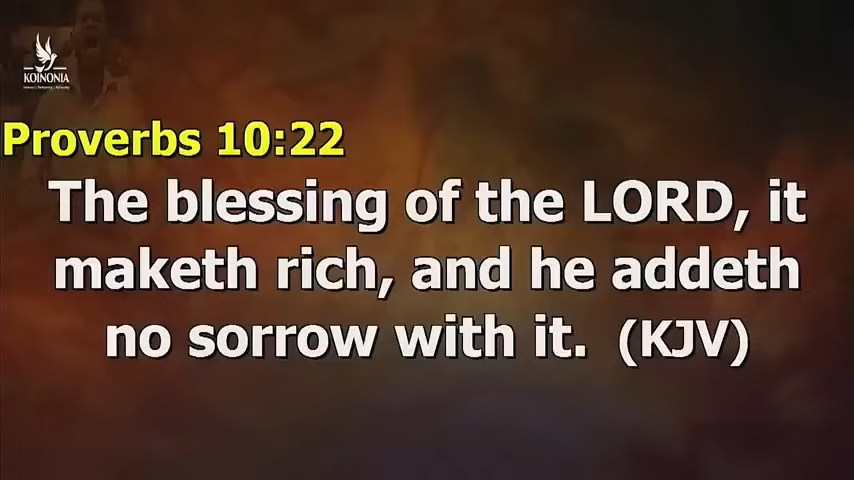 KOINONIA
Proverbs 10:22
The blessing of the LORD, it
maketh rich, and he addeth
no sorrow with it. (KJV)